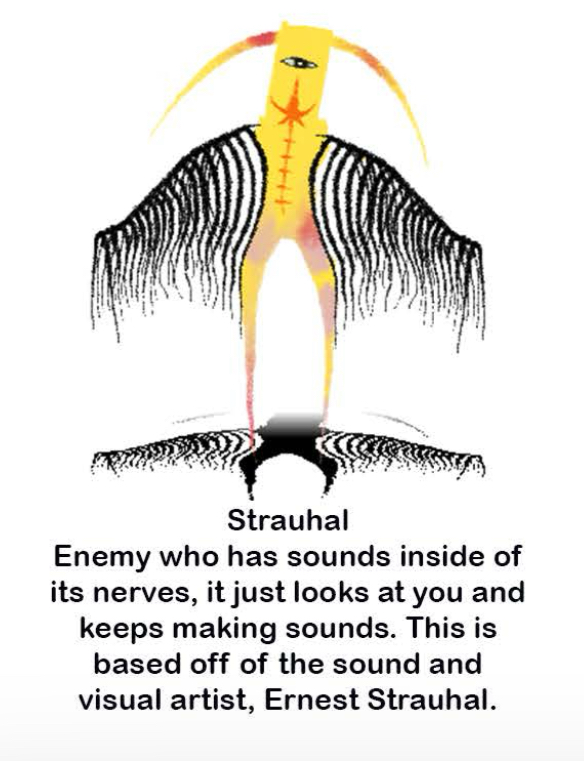 Strauhal
Enemy who has sounds inside of
its nerves, it just looks at you and
keeps making sounds. This is
based off of the sound and
visual artist, Ernest Strauhal.